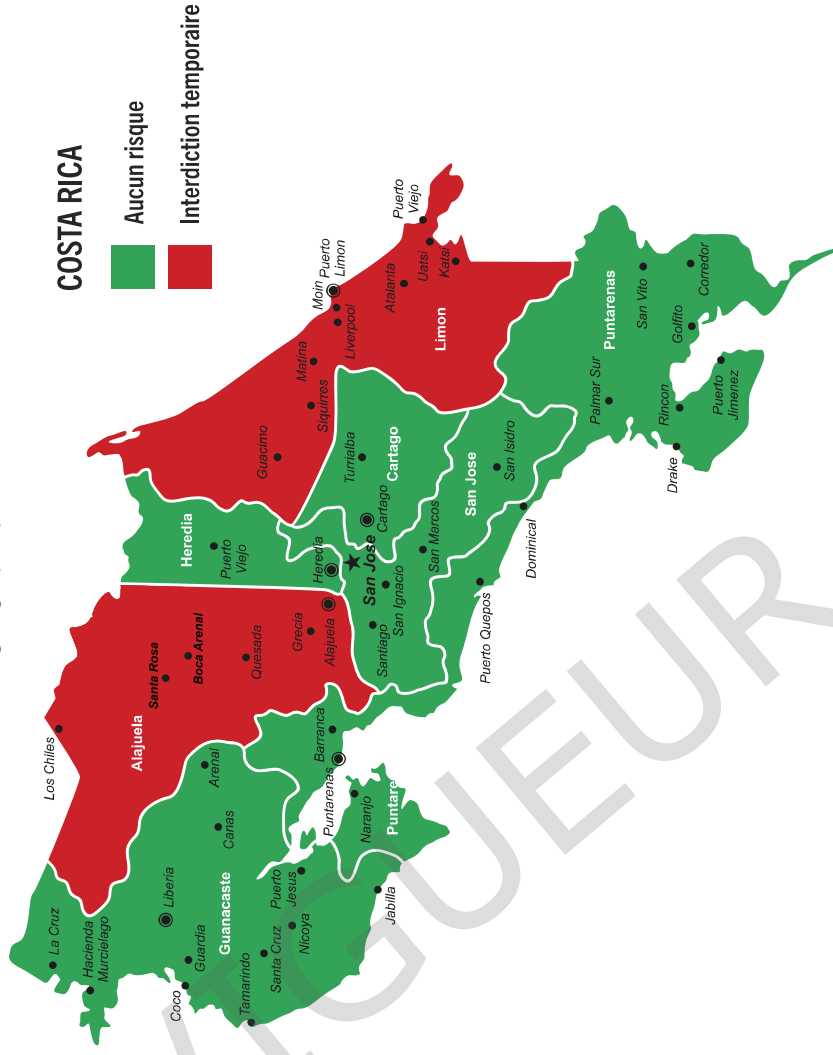 COSTA RICA
Aucun risque
Interdiction temporaire
Los Chiles
Santa Rosa
Boca Arenal
Alajuela
Quesada
Grecia
Alajuela
Heredia
Puerto
Viejo
Heredia
Guacimo
Siquirres
Matina
Liverpool
Moin
Puerto
Limon
Atalanta
Uatsi
Katsi
Puerto
Viejo
Limon
Turrialba
Cartago
Cartago
San Jose
San Jose
San Isidro
San Marcos
San Ignacio
Santiago
La Cruz
Hacienda
Murcielago
Liberia
Guardia
Coco
Tamarindo
Guanacaste
Santa Cruz
Nicoya
Puerto
Jesus
Canas
Arenal
Jabilla
Barranca
Puntarenas
Naranjo
Puntare
Puerto Quepos
Dominical
Puntarenas
Palmar Sur
San Vito
Corredor
Golfito
Rincon
Puerto
Jimenez
Drake
VIGUEUR